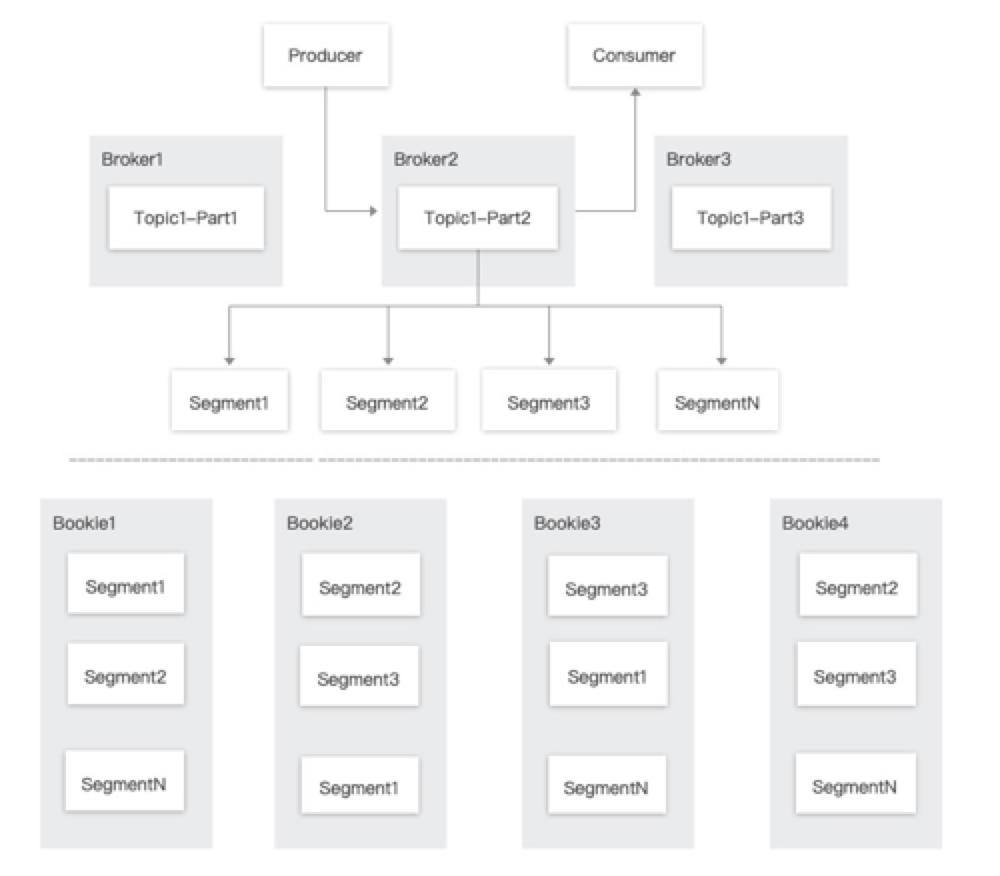 Producer
Consumer
Broker1
Broker2
Broker3
Topic1-Part1
Topic1-Part2
Topic1-Part3
Segment1
Segment2
Segment3
SegmentN
Bookie1
Bookie2
Bookie3
Bookie4
Segment1
Segment2
Segment3
Segment2
Segment2
Segment3
Segment1
Segment3
SegmentN
Segment1
SegmentN
SegmentN